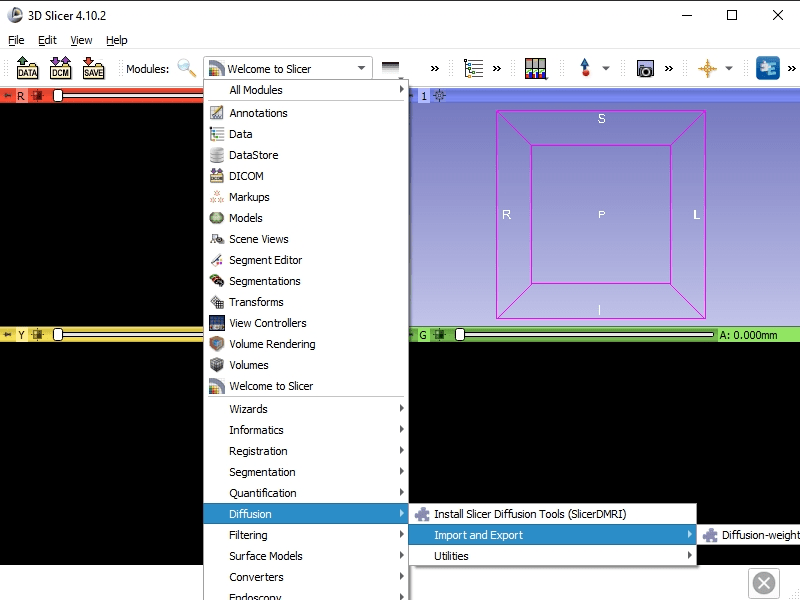 3D Slicer 4.10.2
File Edit View Help
DATA DCM SAVE Modules: Welcome to Slicer
R 1
All Modules
Annotations
Data
DataStore
DICOM
Markups
Models
Scene Views
Segment Editor
Segmentations
Transforms
View Controllers
Volume Rendering
Volumes
Welcome to Slicer
Wizards
Informatics
Registration
Segmentation
Quantification
Diffusion
Filtering
Surface Models
Converters
Endoscopy
S
R P L
I
Y G A: 0.000mm
Install Slicer Diffusion Tools (SlicerDMRI)
Import and Export
Utilities
Diffusion-weight